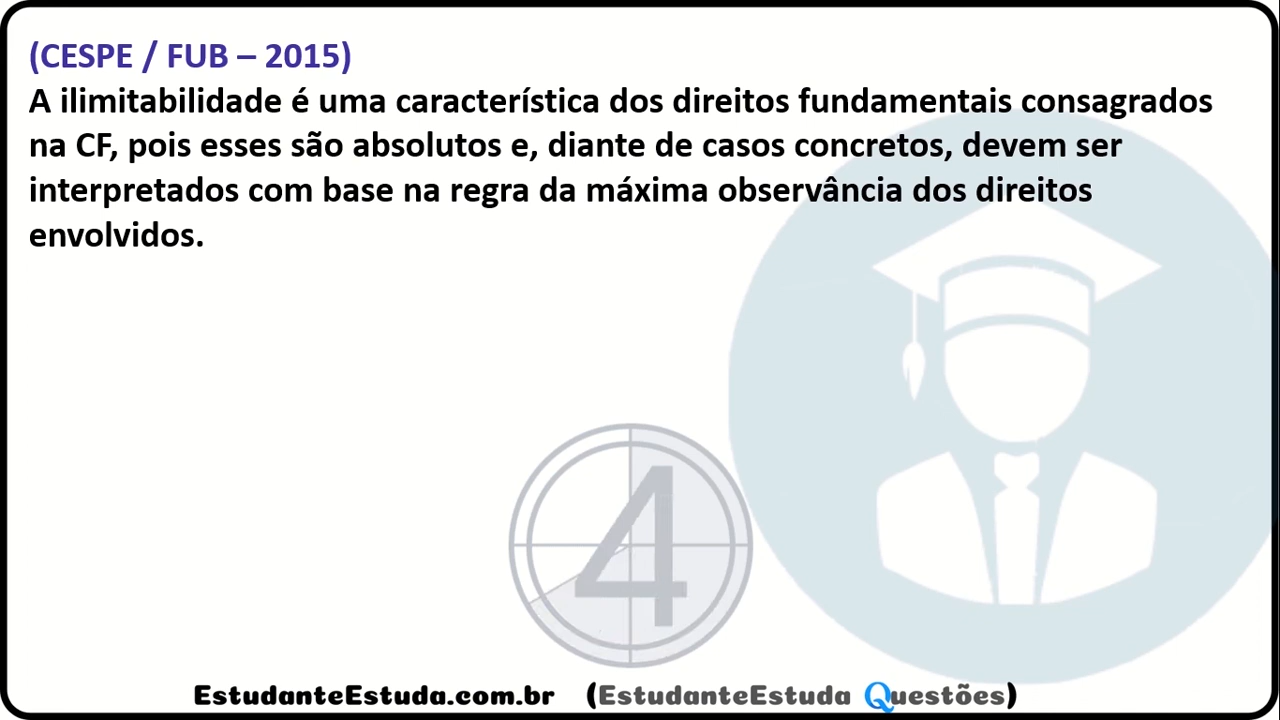 (CESPE / FUB – 2015)
A ilimitabilidade é uma característica dos direitos fundamentais consagrados
na CF, pois esses são absolutos e, diante de casos concretos, devem ser
interpretados com base na regra da máxima observância dos direitos
envolvidos.
4
EstudanteEstuda.com.br (EstudanteEstuda Questões)